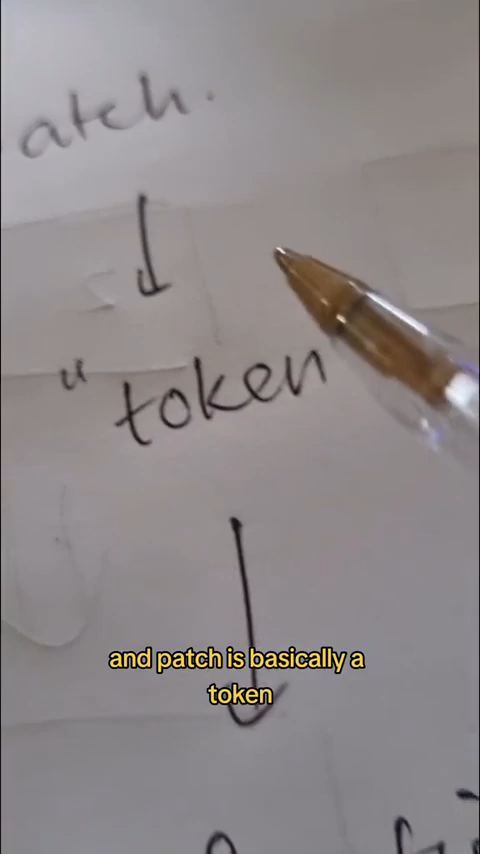 atch.
"token
and patch is basically a
token